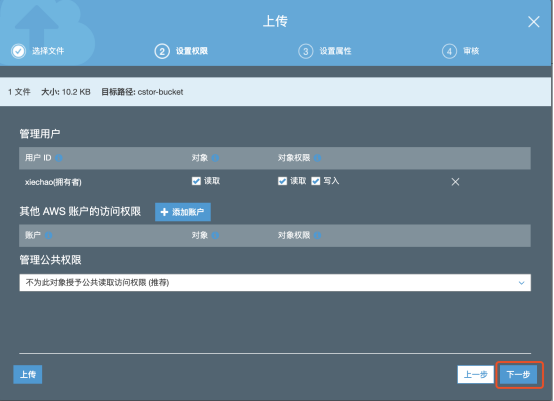 上传
选择文件 2 设置权限 3 设置属性 4 审核
1 文件 大小: 10.2 KB 目标路径: cstor-bucket
管理用户
用户 ID 对象 对象权限
xiechao(拥有者) 读取 读取 写入
其他 AWS 账户的访问权限 添加账户
账户 对象 对象权限
管理公共权限
不为此对象授予公共读取访问权限 (推荐)
上传 上一步 下一步